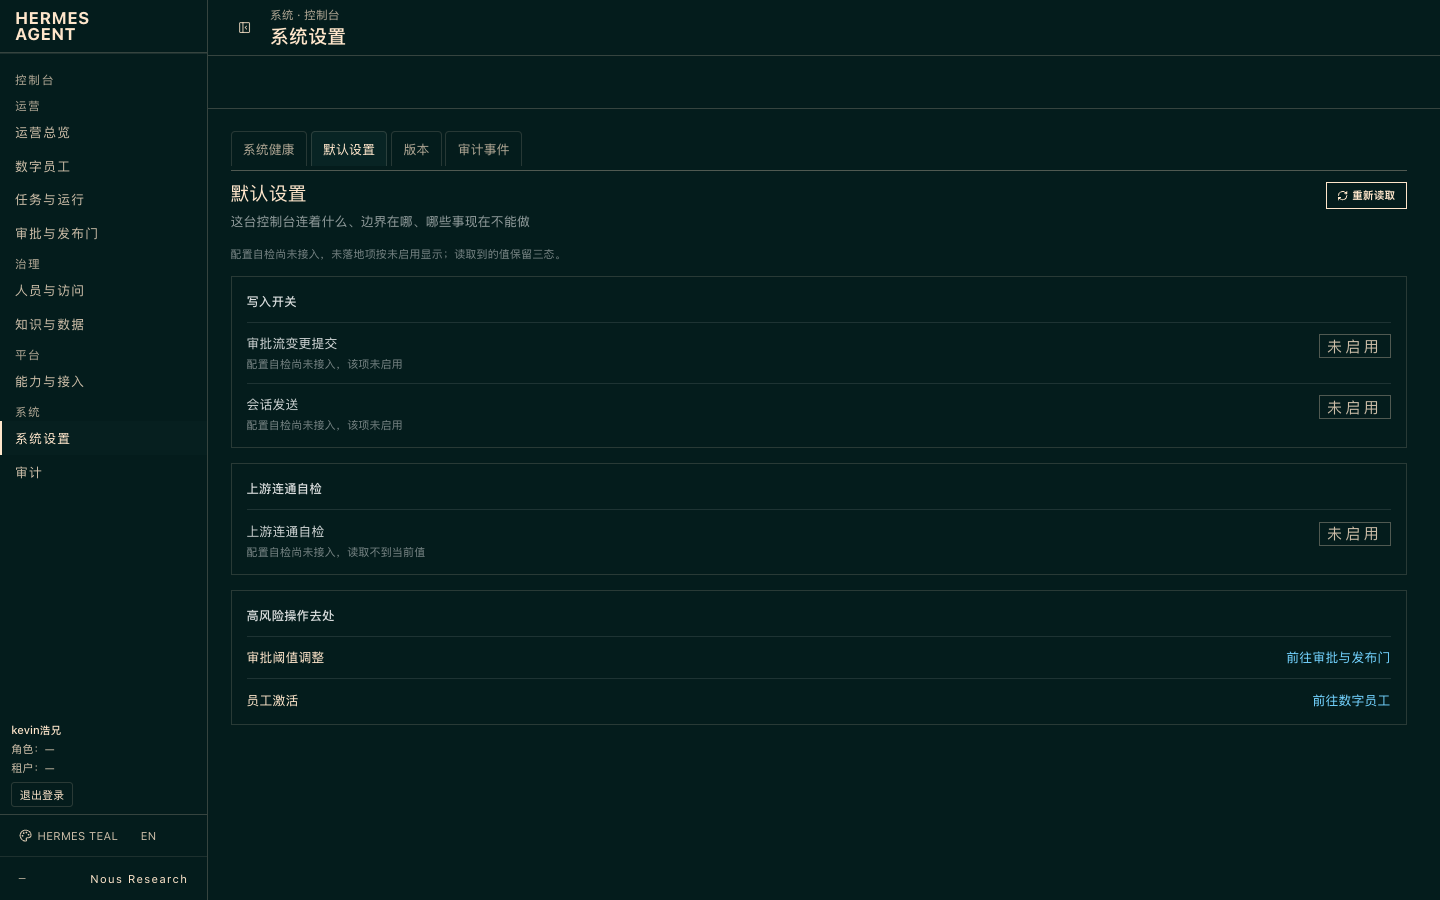 HERMES
AGENT
控制台
运营
运营总览
数字员工
任务与运行
审批与发布门
治理
人员与访问
知识与数据
平台
能力与接入
系统
系统设置
审计
kevin浩兄
角色：—
租户：—
退出登录
HERMES TEAL EN
— Nous Research
系统 · 控制台
系统设置
系统健康 默认设置 版本 审计事件
默认设置
重新读取
这台控制台连着什么、边界在哪、哪些事现在不能做
配置自检尚未接入，未落地项按未启用显示；读取到的值保留三态。
写入开关
审批流变更提交
未启用
配置自检尚未接入，该项未启用
会话发送
未启用
配置自检尚未接入，该项未启用
上游连通自检
上游连通自检
未启用
配置自检尚未接入，读取不到当前值
高风险操作去处
审批阈值调整
前往审批与发布门
员工激活
前往数字员工